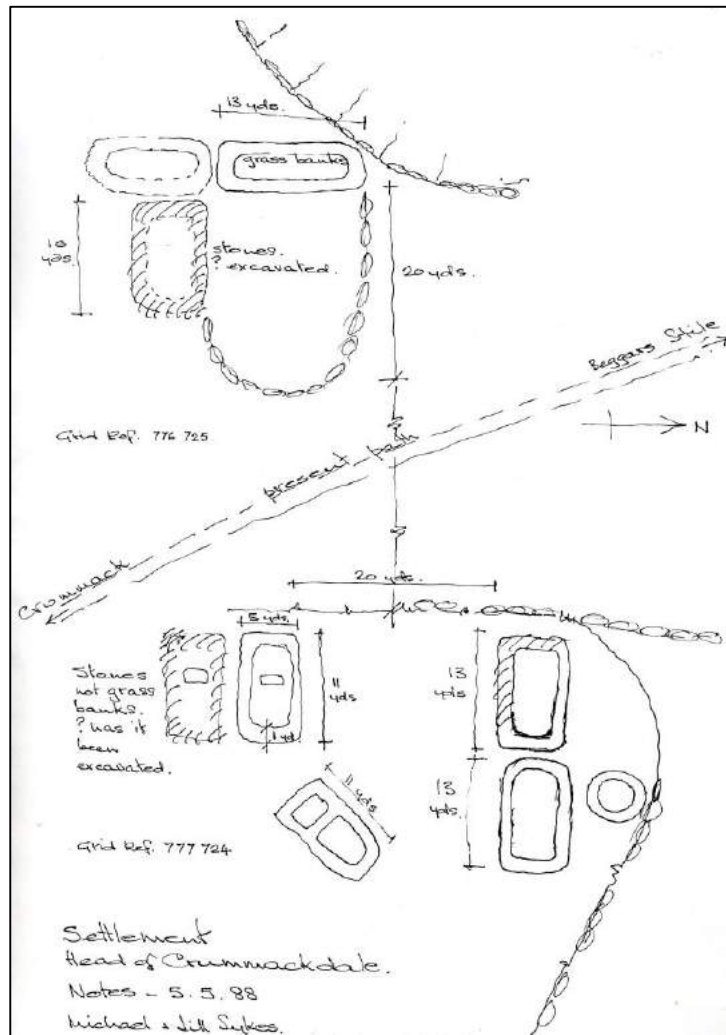 13 yds.
grass banks
10
yds.
stones.
? excavated.
20 yds.
Beggars Stile
Grid Ref. 776 725
N
present path
Crummack
20 yds.
5 yds.
Stones
not grass
banks.
? has it
been
excavated.
11
yds
1 yd.
13
yds
11 yds
13
yds.
Grid Ref. 777 724
Settlement
Head of Crummackdale.
Notes - 5.5.88
Michael + Jill Sykes.